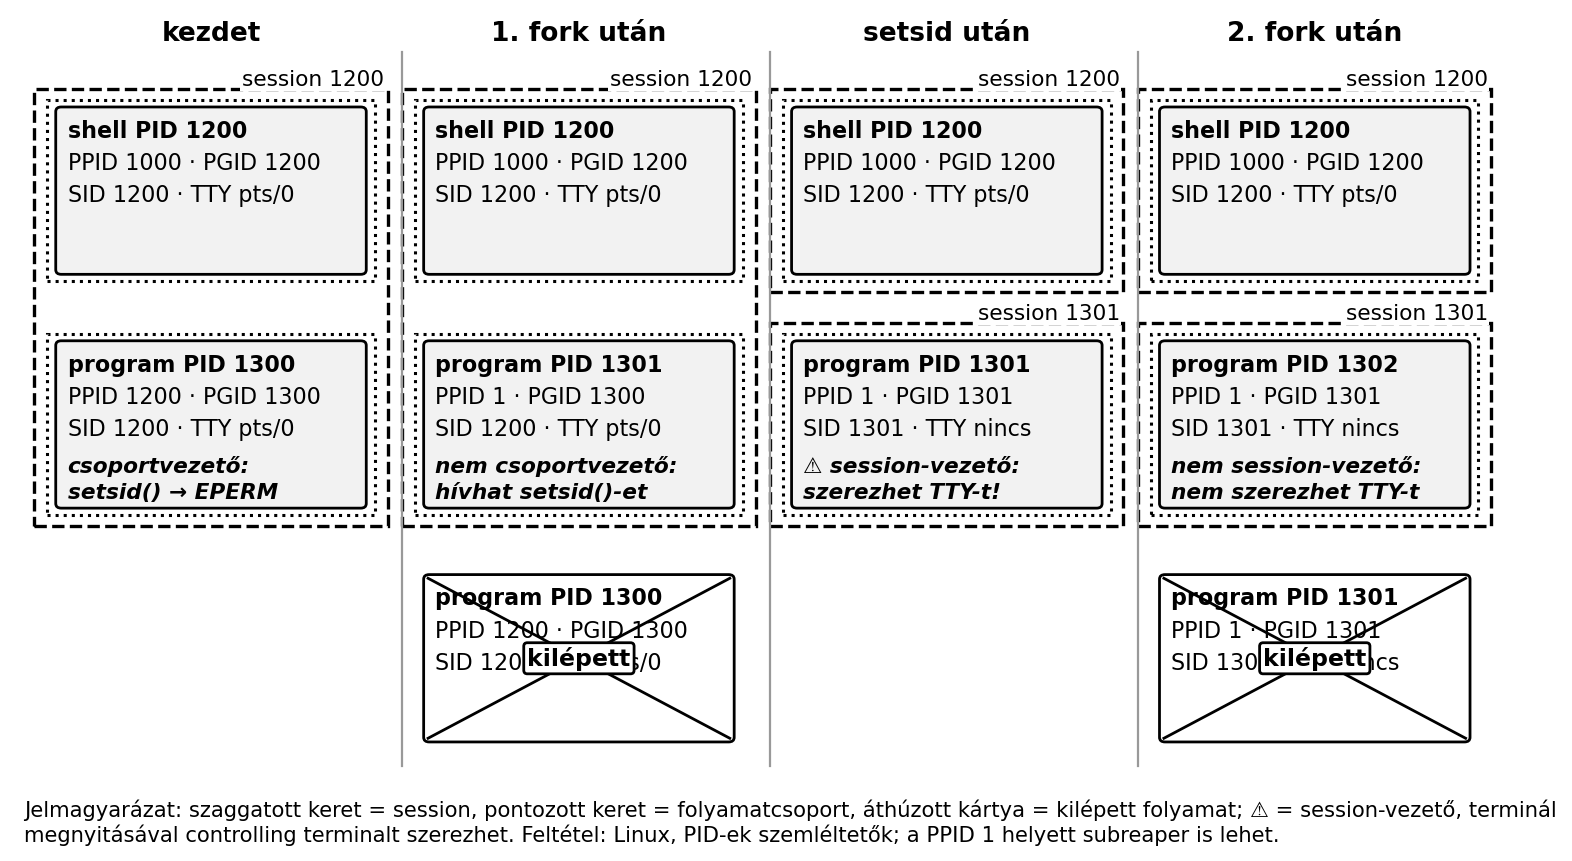 kezdet
session 1200
shell PID 1200
PPID 1000 · PGID 1200
SID 1200 · TTY pts/0
program PID 1300
PPID 1200 · PGID 1300
SID 1200 · TTY pts/0
csoportvezető:
setsid() → EPERM
1. fork után
session 1200
shell PID 1200
PPID 1000 · PGID 1200
SID 1200 · TTY pts/0
program PID 1301
PPID 1 · PGID 1300
SID 1200 · TTY pts/0
nem csoportvezető:
hívhat setsid()-et
program PID 1300
PPID 1200 · PGID 1300
SID 120 s/0
kilépett
setsid után
session 1200
shell PID 1200
PPID 1000 · PGID 1200
SID 1200 · TTY pts/0
session 1301
program PID 1301
PPID 1 · PGID 1301
SID 1301 · TTY nincs
⚠ session-vezető:
szerezhet TTY-t!
2. fork után
session 1200
shell PID 1200
PPID 1000 · PGID 1200
SID 1200 · TTY pts/0
session 1301
program PID 1302
PPID 1 · PGID 1301
SID 1301 · TTY nincs
nem session-vezető:
nem szerezhet TTY-t
program PID 1301
PPID 1 · PGID 1301
SID 130 ncs
kilépett
Jelmagyarázat: szaggatott keret = session, pontozott keret = folyamatcsoport, áthúzott kártya = kilépett folyamat; ⚠ = session-vezető, terminál
megnyitásával controlling terminalt szerezhet. Feltétel: Linux, PID-ek szemléltetők; a PPID 1 helyett subreaper is lehet.